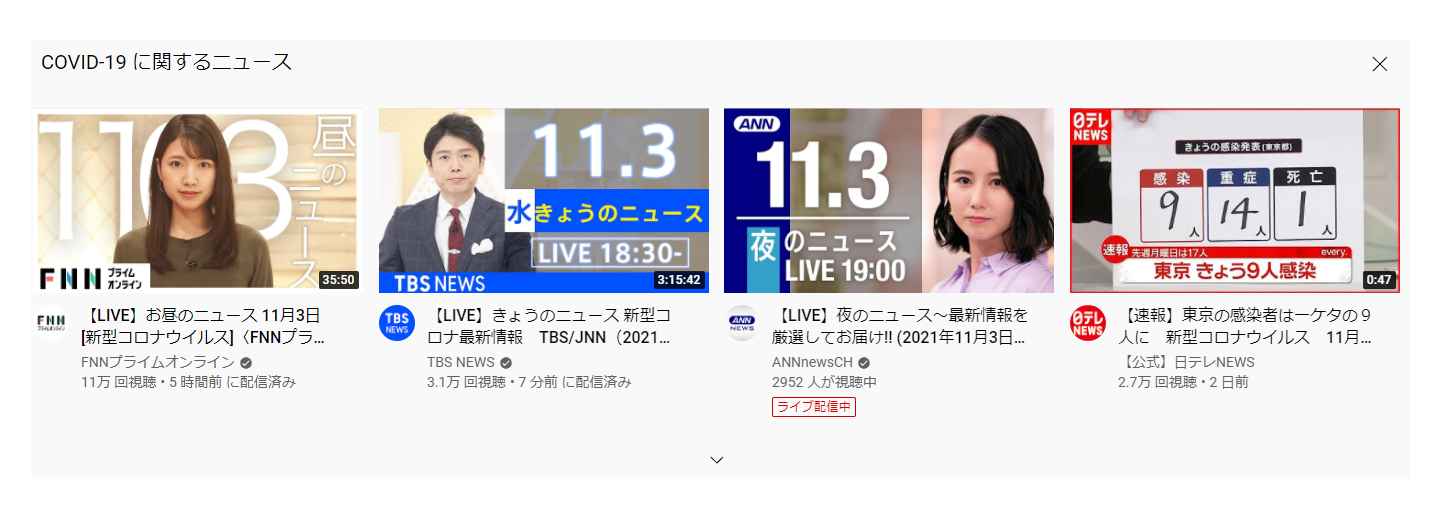 COVID-19 に関するニュース
1103
昼のニュース
FNN プライムオンライン
35:50
【LIVE】お昼のニュース 11月3日
[新型コロナウイルス]〈FNNプラ...
FNNプライムオンライン
11万 回視聴・5 時間前 に配信済み
11.3
水 きょうのニュース
LIVE 18:30-
TBS NEWS
3:15:42
TBS NEWS
【LIVE】きょうのニュース 新型コ
ロナ最新情報　TBS/JNN（2021...
TBS NEWS
3.1万 回視聴・7 分前 に配信済み
ANN
11.3
夜のニュース
LIVE 19:00
ANN NEWS
【LIVE】夜のニュース～最新情報を
厳選してお届け!! (2021年11月3日...
ANNnewsCH
2952 人が視聴中
ライブ配信中
日テレ
NEWS
きょうの感染発表(東京都)
感染 重症 死亡
9人 14人 1人
速報 先週月曜日は17人 every.
東京 きょう9人感染
0:47
日テレ
NEWS
【速報】東京の感染者は一ケタの９
人に　新型コロナウイルス　11月...
【公式】日テレNEWS
2.7万 回視聴・2 日前